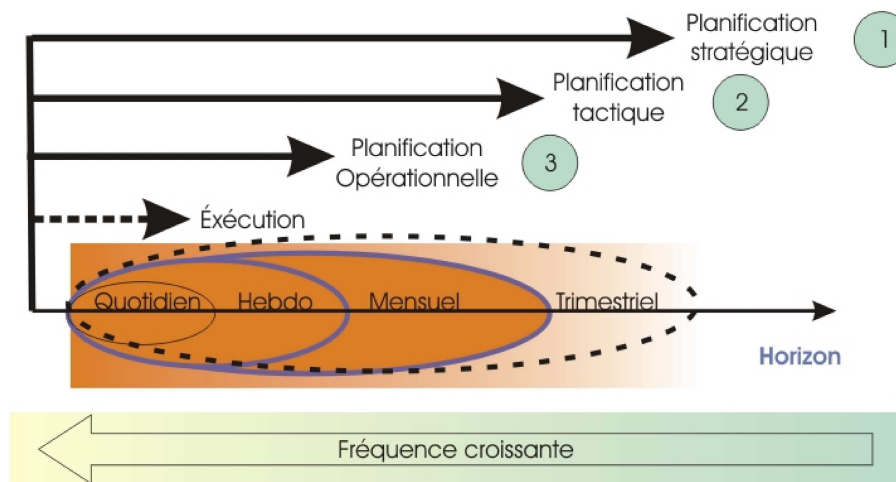 Planification
stratégique
1
Planification
tactique
2
Planification
Opérationnelle
3
Éxécution
Quotidien
Hebdo
Mensuel
Trimestriel
Horizon
Fréquence croissante